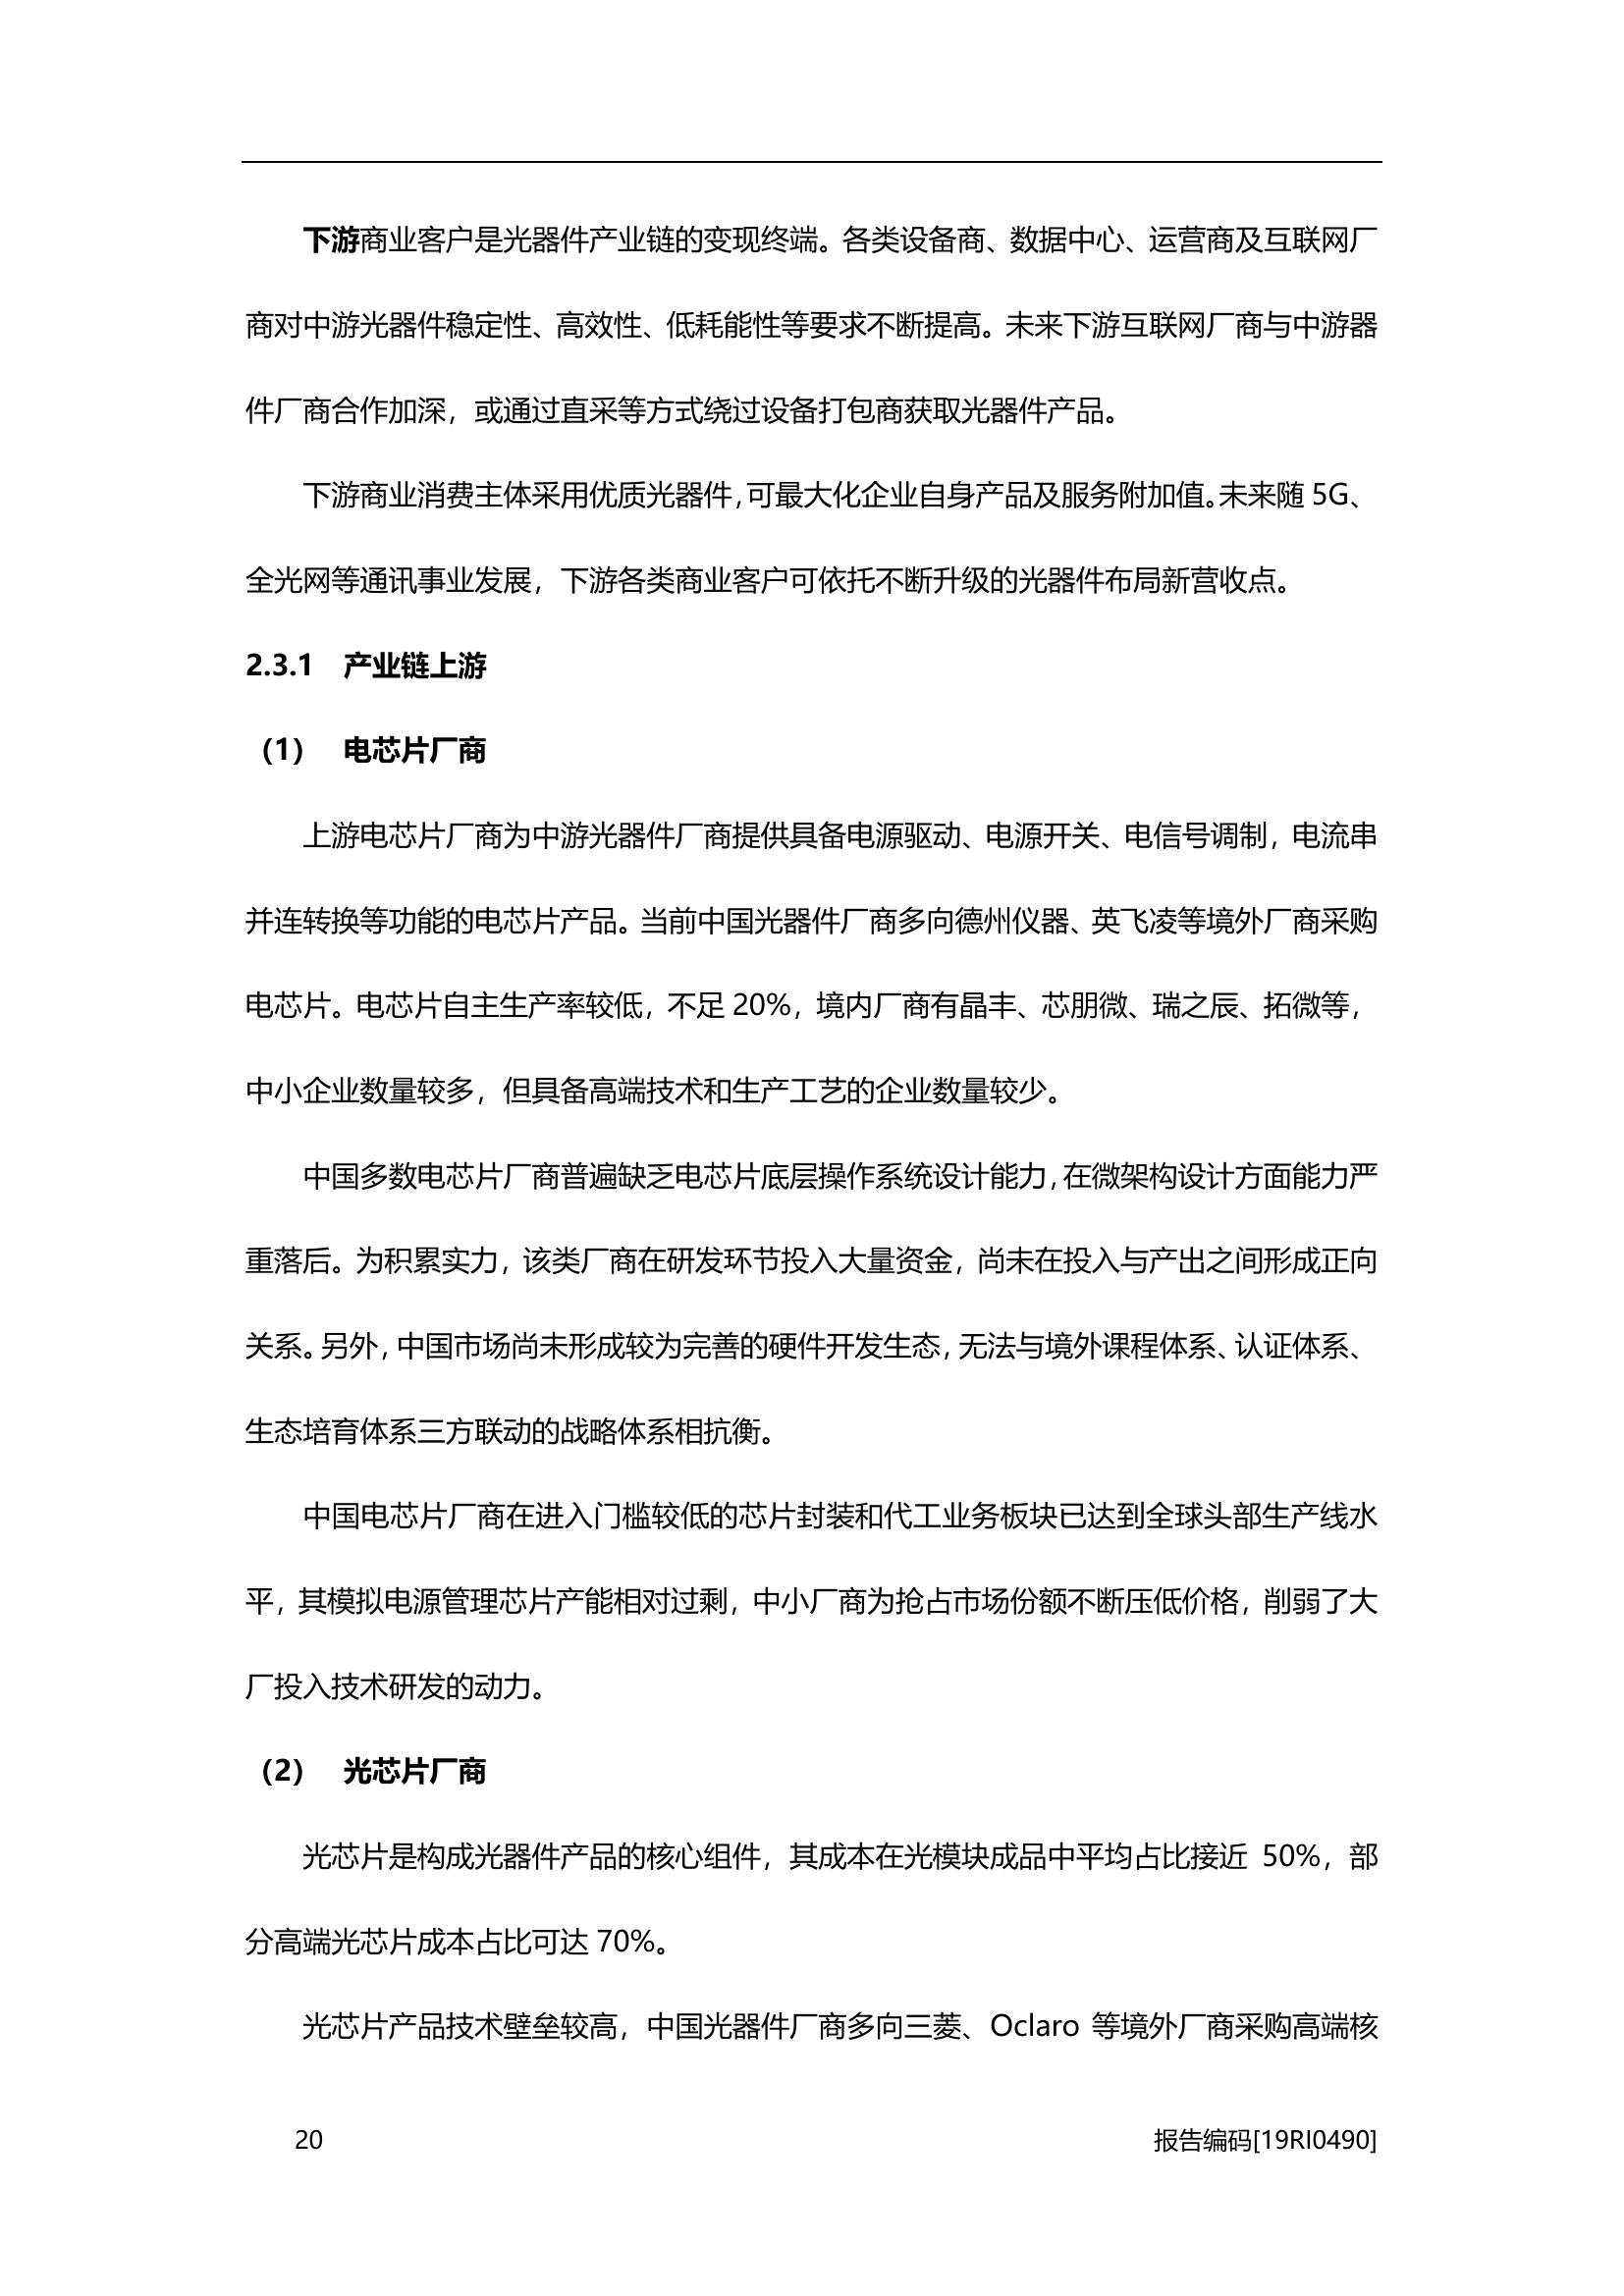 下游商业客户是光器件产业链的变现终端。各类设备商、数据中心、运营商及互联网厂
商对中游光器件稳定性、高效性、低耗能性等要求不断提高。未来下游互联网厂商与中游器
件厂商合作加深，或通过直采等方式绕过设备打包商获取光器件产品。
下游商业消费主体采用优质光器件，可最大化企业自身产品及服务附加值。未来随 5G、
全光网等通讯事业发展，下游各类商业客户可依托不断升级的光器件布局新营收点。
2.3.1 产业链上游
（1） 电芯片厂商
上游电芯片厂商为中游光器件厂商提供具备电源驱动、电源开关、电信号调制，电流串
并连转换等功能的电芯片产品。当前中国光器件厂商多向德州仪器、英飞凌等境外厂商采购
电芯片。电芯片自主生产率较低，不足 20%，境内厂商有晶丰、芯朋微、瑞之辰、拓微等，
中小企业数量较多，但具备高端技术和生产工艺的企业数量较少。
中国多数电芯片厂商普遍缺乏电芯片底层操作系统设计能力，在微架构设计方面能力严
重落后。为积累实力，该类厂商在研发环节投入大量资金，尚未在投入与产出之间形成正向
关系。另外，中国市场尚未形成较为完善的硬件开发生态，无法与境外课程体系、认证体系、
生态培育体系三方联动的战略体系相抗衡。
中国电芯片厂商在进入门槛较低的芯片封装和代工业务板块已达到全球头部生产线水
平，其模拟电源管理芯片产能相对过剩，中小厂商为抢占市场份额不断压低价格，削弱了大
厂投入技术研发的动力。
（2） 光芯片厂商
光芯片是构成光器件产品的核心组件，其成本在光模块成品中平均占比接近 50%，部
分高端光芯片成本占比可达 70%。
光芯片产品技术壁垒较高，中国光器件厂商多向三菱、Oclaro 等境外厂商采购高端核
20 报告编码[19RI0490]